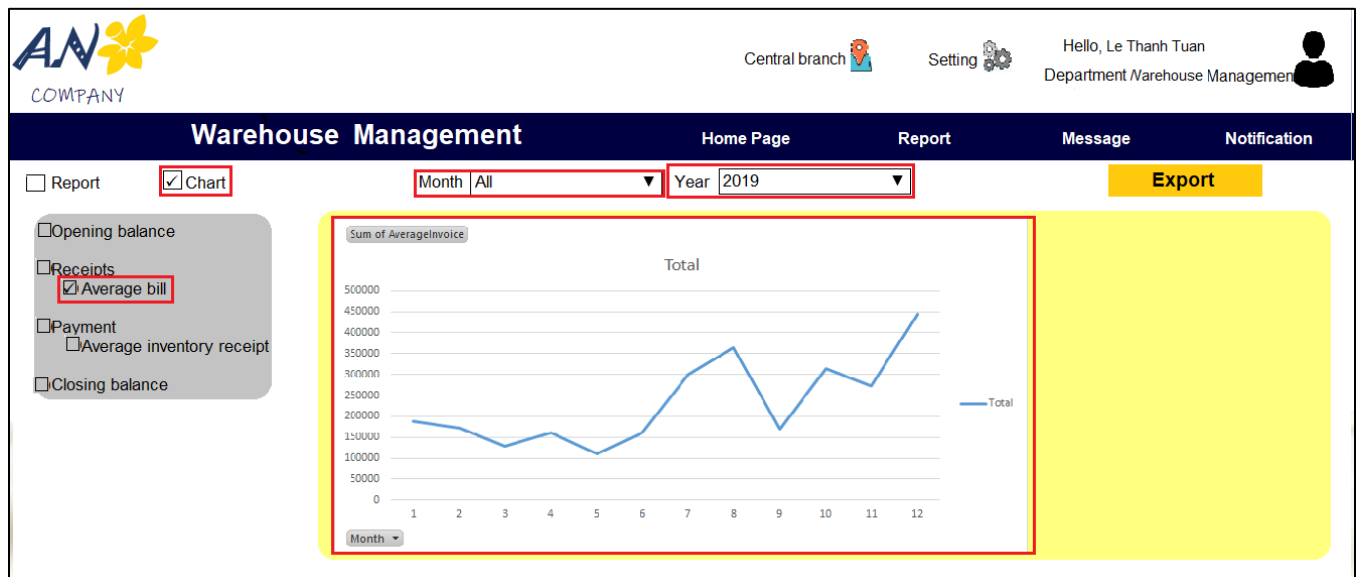 AN
COMPANY
Central branch
Setting
Hello, Le Thanh Tuan
Department Warehouse Managemen
Warehouse Management
Home Page
Report
Message
Notification
Report
Chart
Month All
Year 2019
Export
Opening balance
Receipts
Average bill
Payment
Average inventory receipt
Closing balance
Sum of AverageInvoice
Total
500000
450000
400000
350000
300000
250000
200000
150000
100000
50000
0
1 2 3 4 5 6 7 8 9 10 11 12
Total
Month